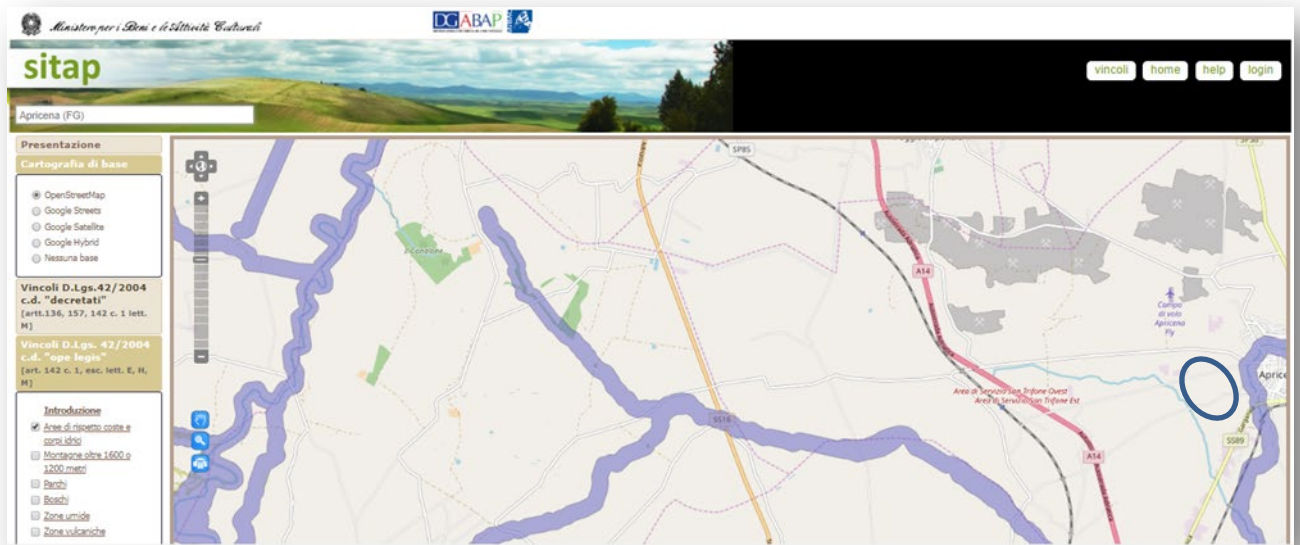 Ministero per i Beni e le Attività Culturali
DGABAP
sitap
vincoli
home
help
login
Apricena (FG)
Presentazione
Cartografia di base
OpenStreetMap
Google Streets
Google Satellite
Google Hybrid
Nessuna base
Vincoli D.Lgs.42/2004
c.d. "decretati"
[artt.136, 157, 142 c. 1 lett.
M]
Vincoli D.Lgs. 42/2004
c.d. "ope legis"
[art. 142 c. 1, esc. lett. E, H,
M]
Introduzione
Aree di rispetto coste e
corpi idrici
Montagne oltre 1600 o
1200 metri
Parchi
Boschi
Zone umide
Zone vulcaniche
SP85
A14
Campo
di volo
Apricena
Fly
Area di Servizio San Trifone Ovest
Area di Servizio San Trifone Est
Aprice
SS16
SS89
A14